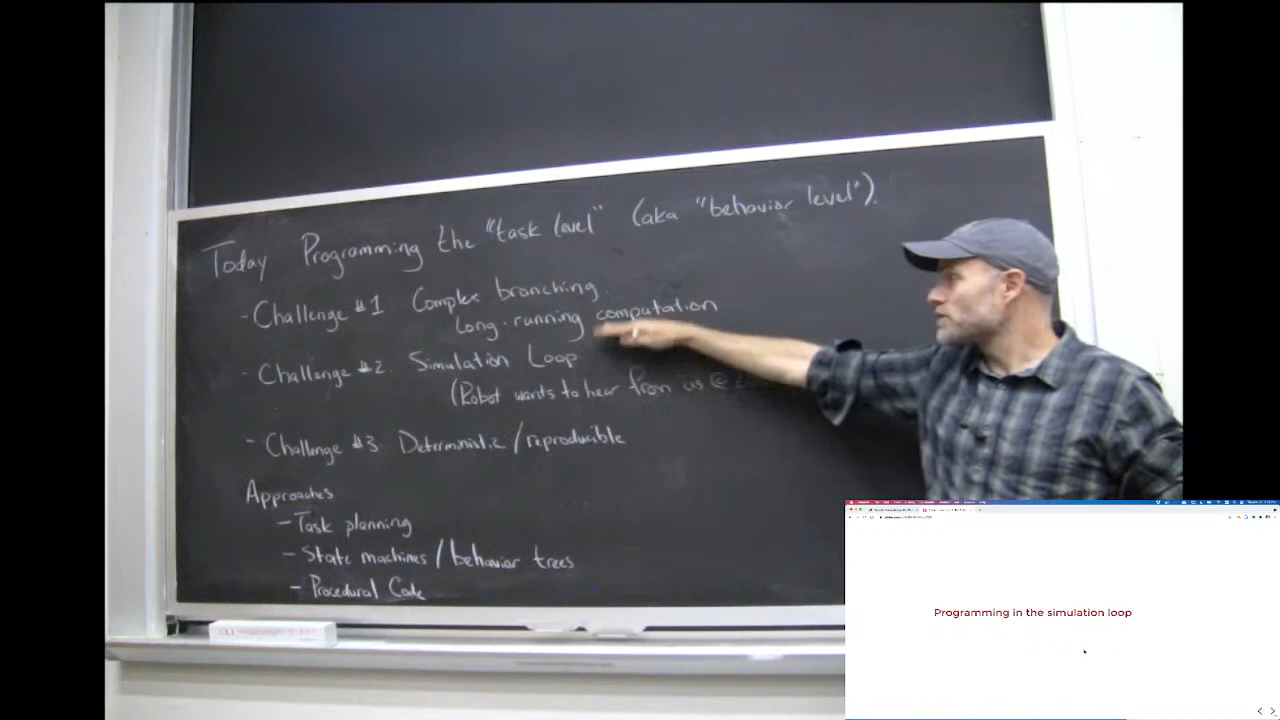 Today Programming the "task level" (aka "behavior level").
- Challenge #1 Complex branching
Long-running computation
- Challenge #2. Simulation Loop
(Robot wants to hear from us @
- Challenge #3 Deterministic/reproducible
Approaches
- Task planning
- State machines/behavior trees
- Procedural Code
Programming in the simulation loop